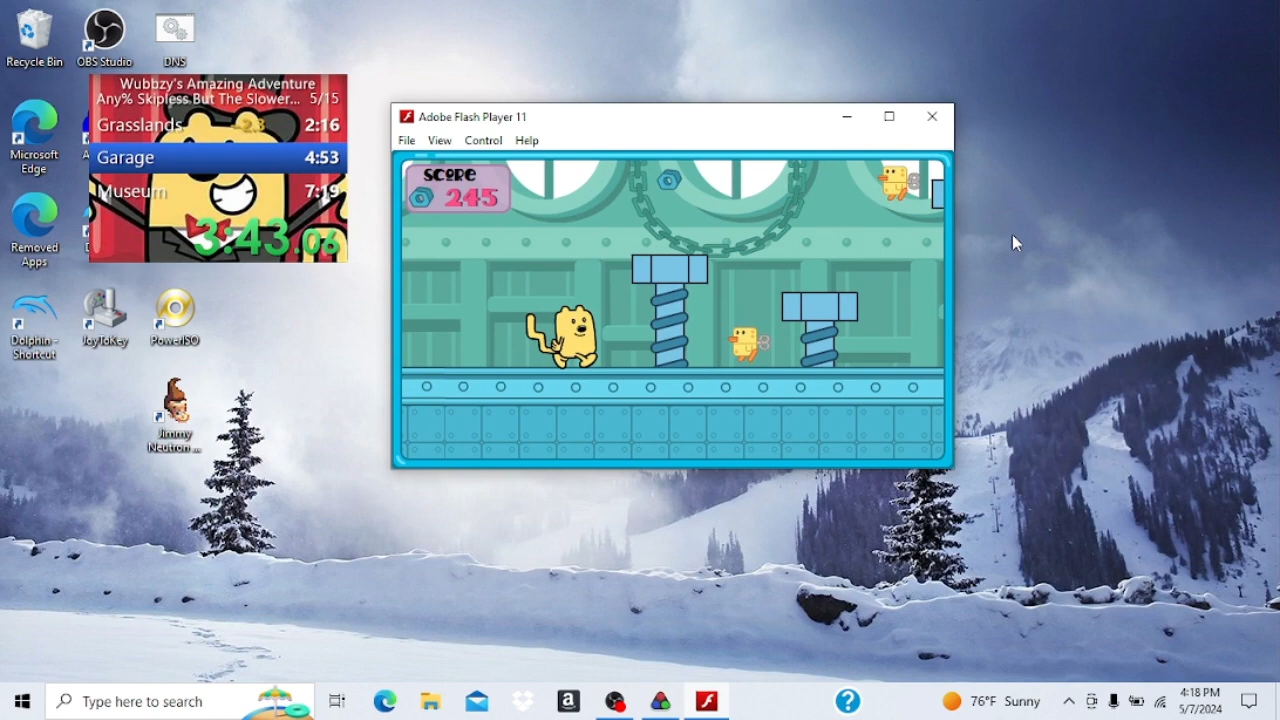 Recycle Bin
OBS Studio
DNS
Wubbzy's Amazing Adventure
Any% Skipless But The Slower... 5/15
Grasslands 2:16
Garage 4:53
Museum 7:19
3:43.06
Microsoft
Edge
Removed
Apps
Dolphin -
Shortcut
JoyToKey
PowerISO
Jimmy
Neutron ...
Adobe Flash Player 11
File View Control Help
SCORE
245
Type here to search
76°F Sunny
4:18 PM
5/7/2024